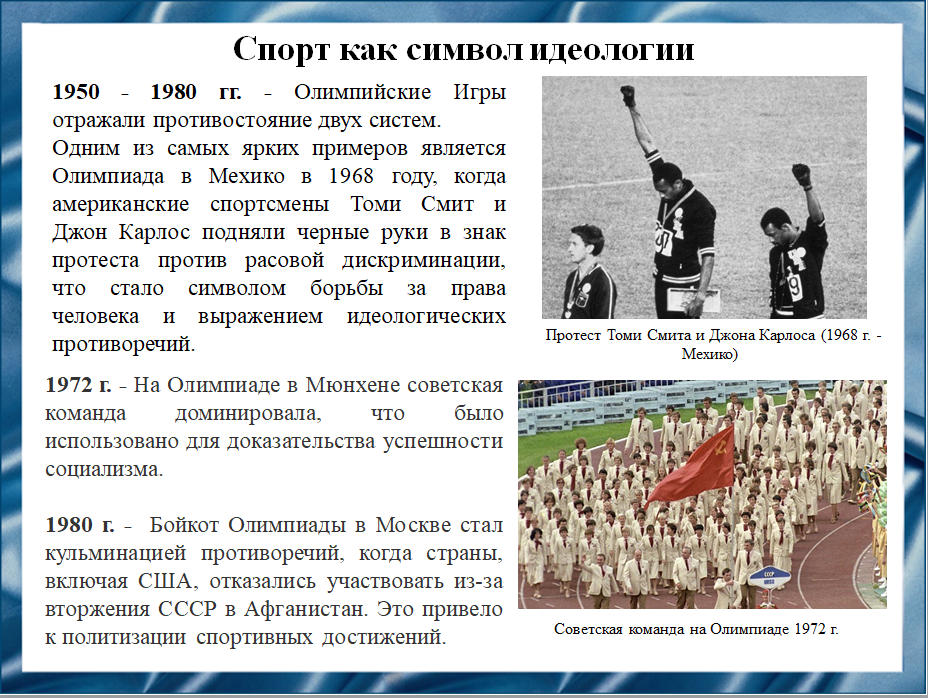 Спорт как символ идеологии
1950 - 1980 гг. - Олимпийские Игры
отражали противостояние двух систем.
Одним из самых ярких примеров является
Олимпиада в Мехико в 1968 году, когда
американские спортсмены Томи Смит и
Джон Карлос подняли черные руки в знак
протеста против расовой дискриминации,
что стало символом борьбы за права
человека и выражением идеологических
противоречий.
Протест Томи Смита и Джона Карлоса (1968 г. -
Мехико)
1972 г. - На Олимпиаде в Мюнхене советская
команда доминировала, что было
использовано для доказательства успешности
социализма.
1980 г. - Бойкот Олимпиады в Москве стал
кульминацией противоречий, когда страны,
включая США, отказались участвовать из-за
вторжения СССР в Афганистан. Это привело
к политизации спортивных достижений.
СССР
Советская команда на Олимпиаде 1972 г.